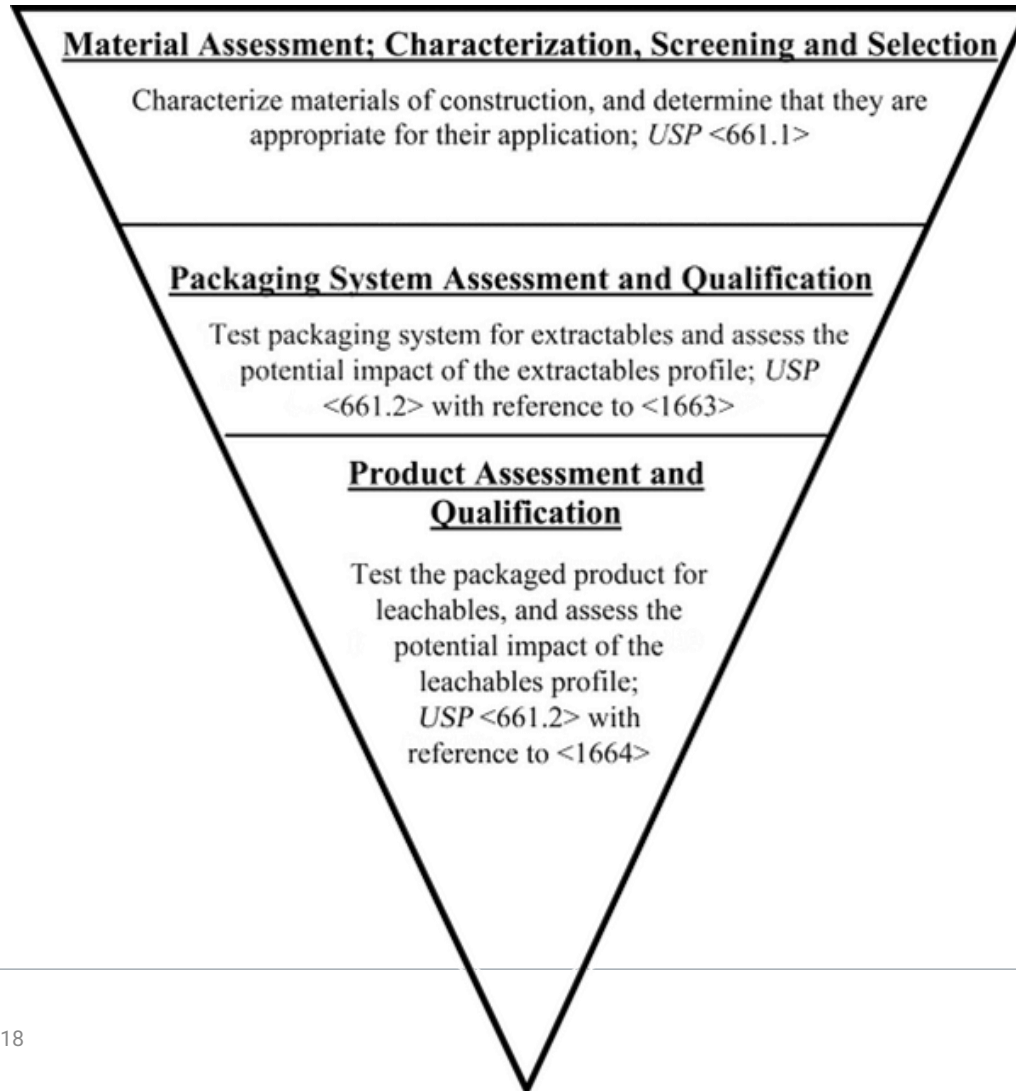 Material Assessment; Characterization, Screening and Selection
Characterize materials of construction, and determine that they are
appropriate for their application; USP <661.1>
Packaging System Assessment and Qualification
Test packaging system for extractables and assess the
potential impact of the extractables profile; USP
<661.2> with reference to <1663>
Product Assessment and
Qualification
Test the packaged product for
leachables, and assess the
potential impact of the
leachables profile;
USP <661.2> with
reference to <1664>
18